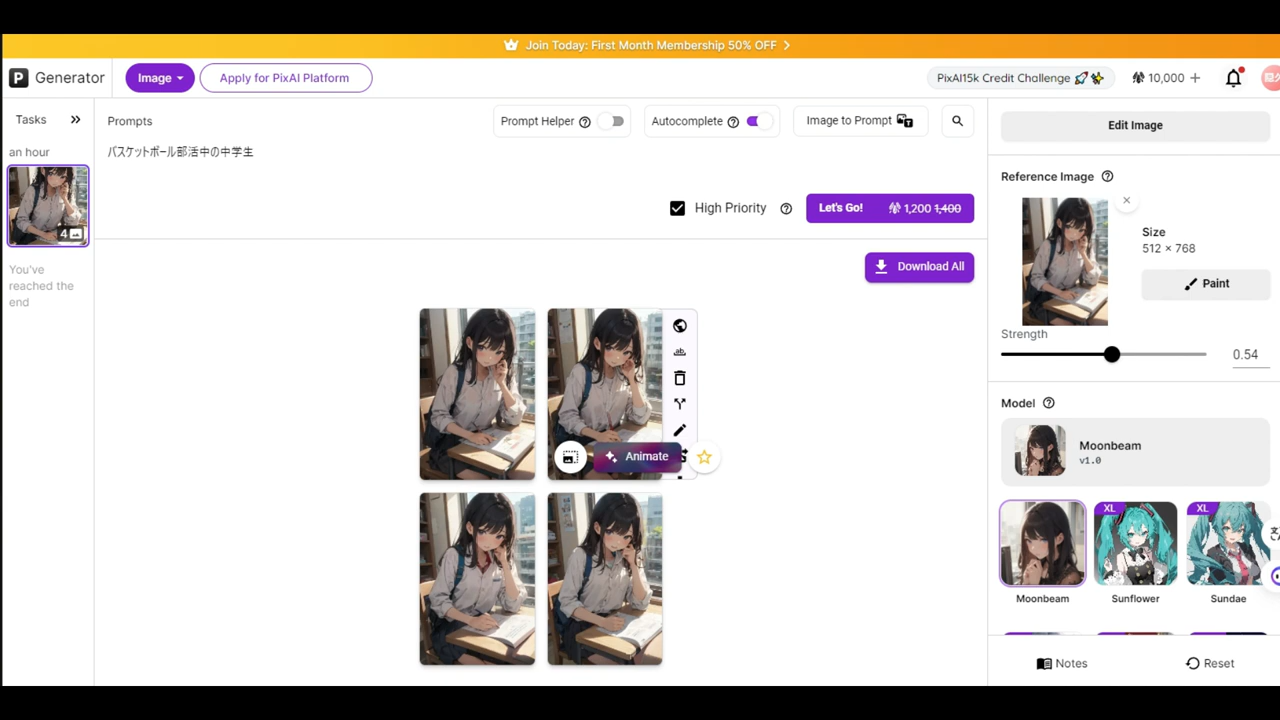 Join Today: First Month Membership 50% OFF
P Generator
Image
Apply for PixAI Platform
PixAI15k Credit Challenge
10,000
Tasks
Prompts
Prompt Helper
Autocomplete
Image to Prompt
Edit Image
an hour
バスケットボール部活中の中学生
4
You've
reached the
end
High Priority
Let's Go!
1,200 1,400
Download All
Animate
Reference Image
Size
512 × 768
Paint
Strength
0.54
Model
Moonbeam
v1.0
XL
XL
Moonbeam
Sunflower
Sundae
Notes
Reset